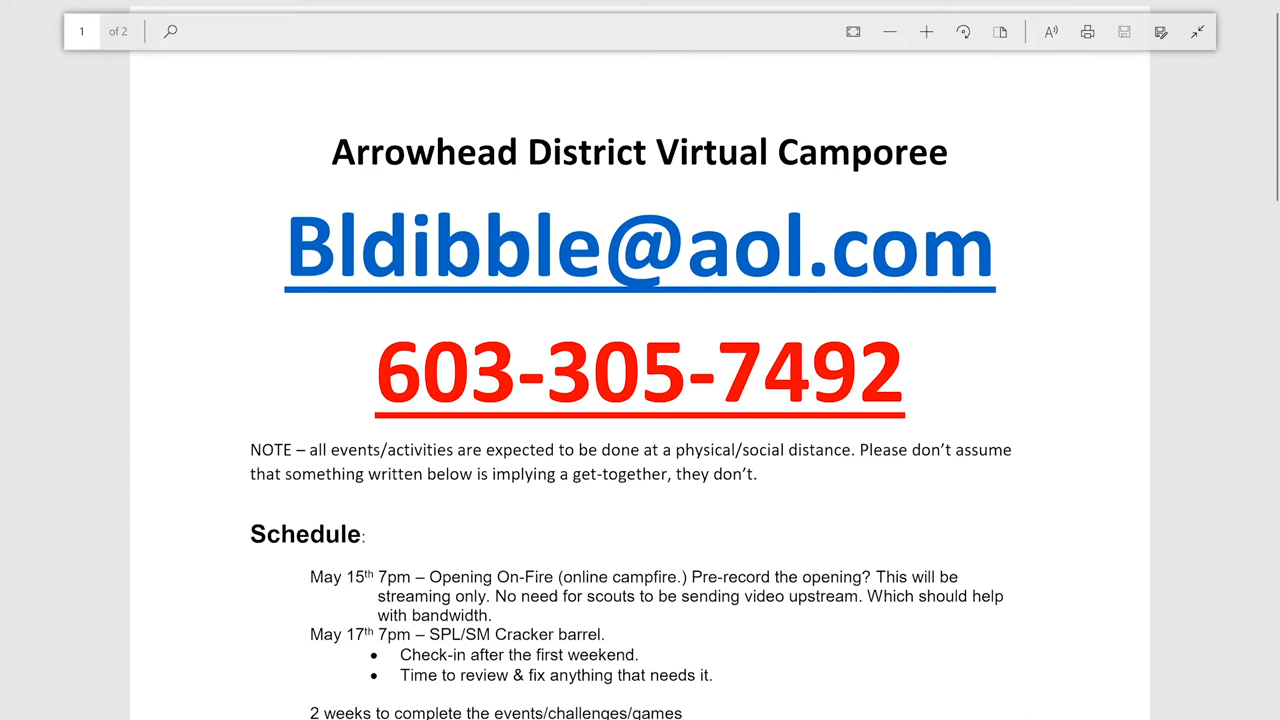 1 of 2
Arrowhead District Virtual Camporee
Bldibble@aol.com
603-305-7492
NOTE – all events/activities are expected to be done at a physical/social distance. Please don’t assume
that something written below is implying a get-together, they don’t.
Schedule:
May 15th 7pm – Opening On-Fire (online campfire.) Pre-record the opening? This will be
streaming only. No need for scouts to be sending video upstream. Which should help
with bandwidth.
May 17th 7pm – SPL/SM Cracker barrel.
• Check-in after the first weekend.
• Time to review & fix anything that needs it.
2 weeks to complete the events/challenges/games